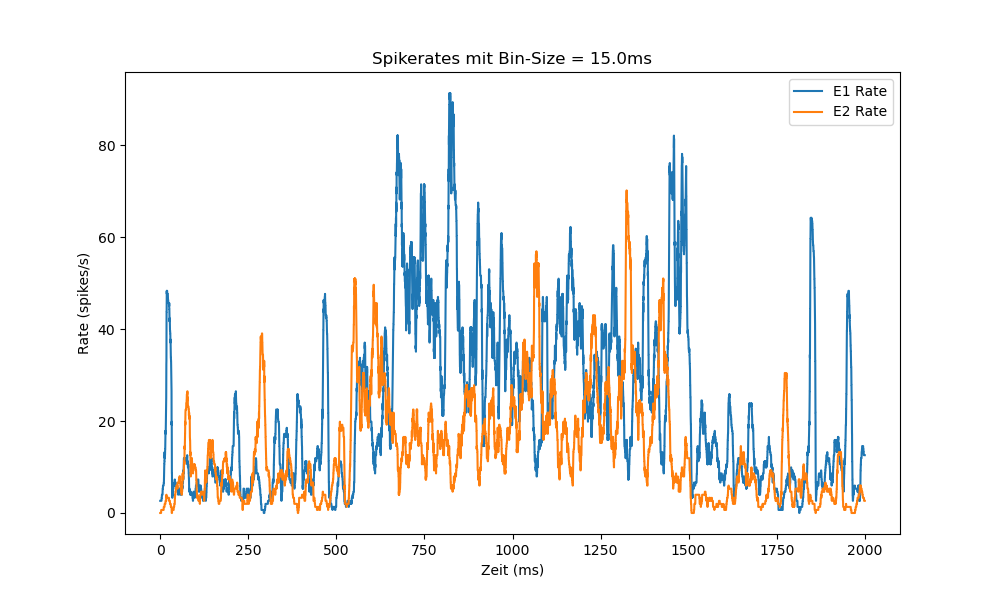 Spikerates mit Bin-Size = 15.0ms
E1 Rate
E2 Rate
Rate (spikes/s)
80
60
40
20
0
0 250 500 750 1000 1250 1500 1750 2000
Zeit (ms)